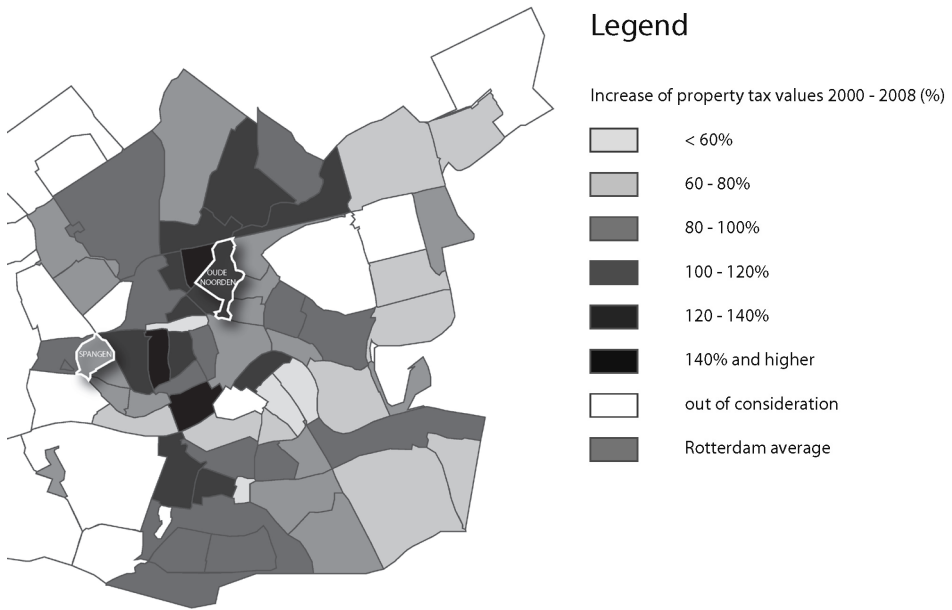 Legend
Increase of property tax values 2000 - 2008 (%)
< 60%
60 - 80%
80 - 100%
100 - 120%
120 - 140%
140% and higher
out of consideration
Rotterdam average
OUDE
NOORDEN
SPANGEN